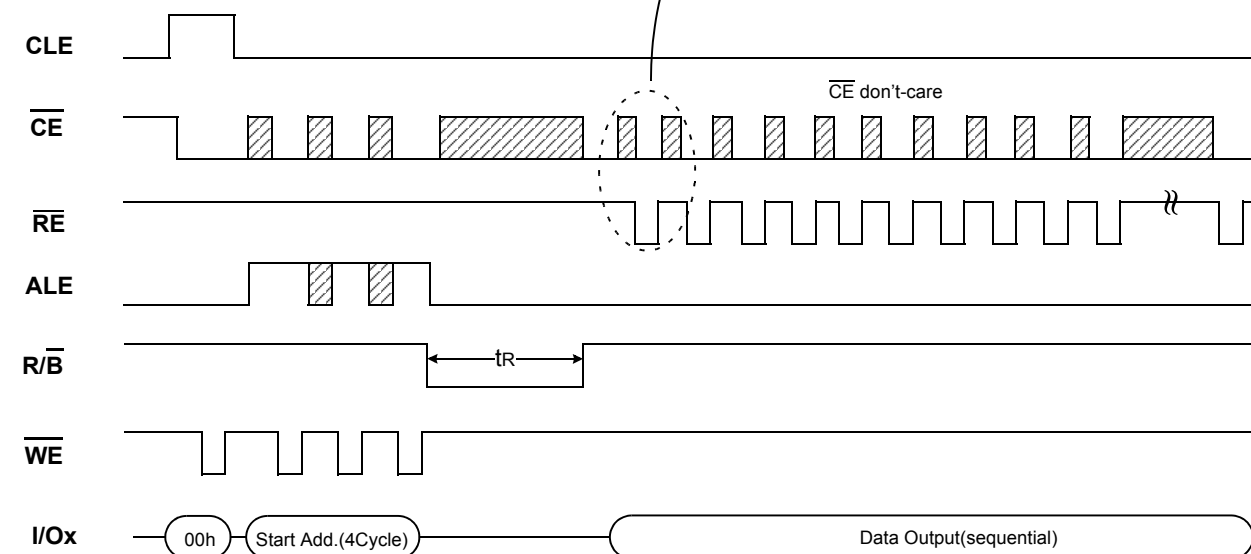 CLE
CE don't-care
CE
RE
ALE
R/B
tR
WE
I/Ox
00h
Start Add.(4Cycle)
Data Output(sequential)